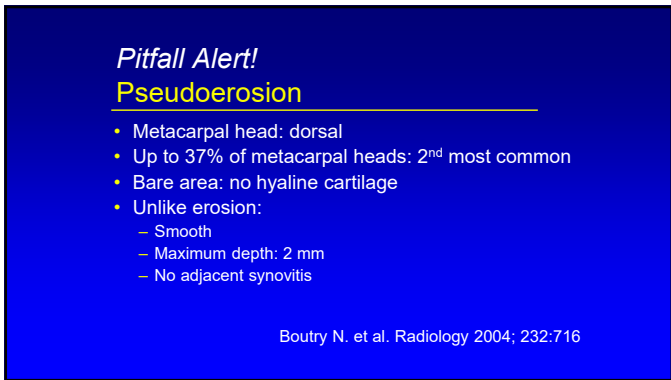 Pitfall Alert!
Pseudoerosion
• Metacarpal head: dorsal
• Up to 37% of metacarpal heads: 2nd most common
• Bare area: no hyaline cartilage
• Unlike erosion:
– Smooth
– Maximum depth: 2 mm
– No adjacent synovitis
Boutry N. et al. Radiology 2004; 232:716